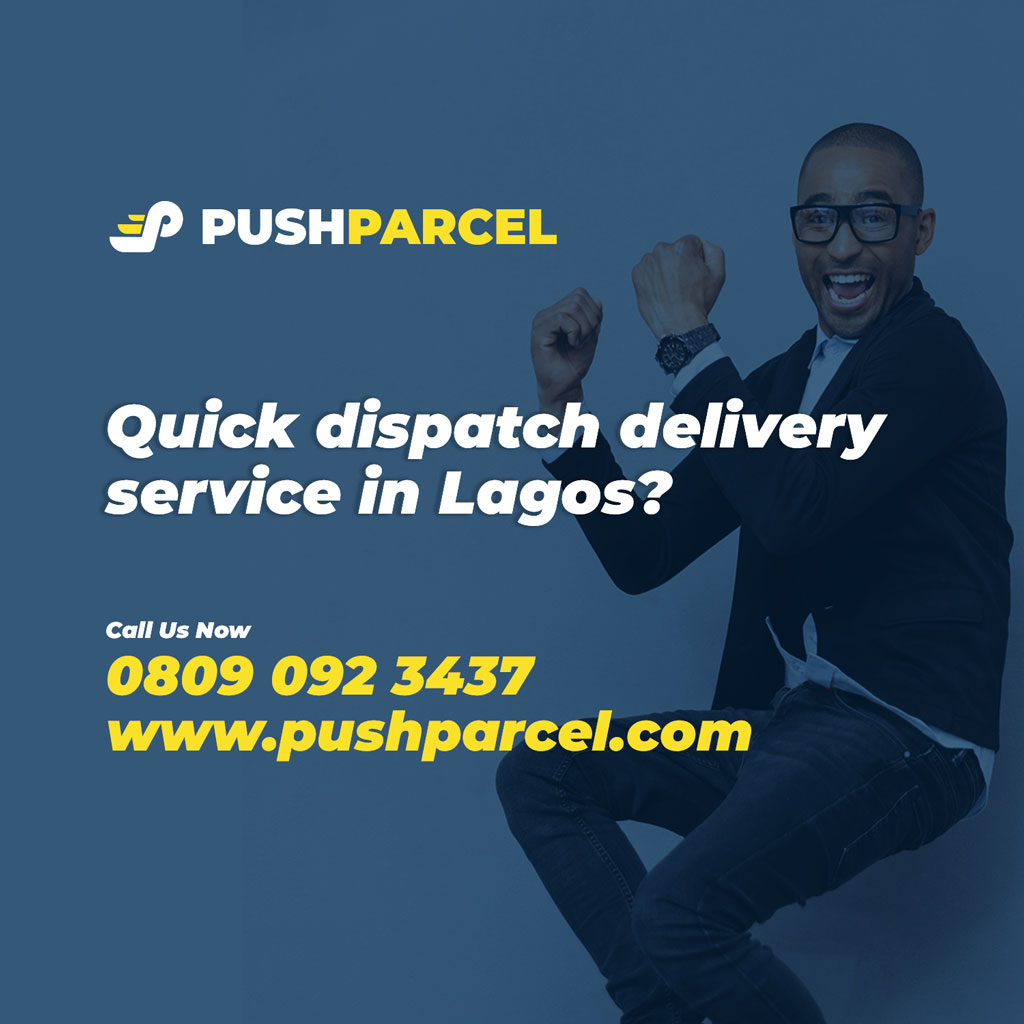 PUSHPARCEL
Quick dispatch delivery
service in Lagos?
Call Us Now
0809 092 3437
www.pushparcel.com